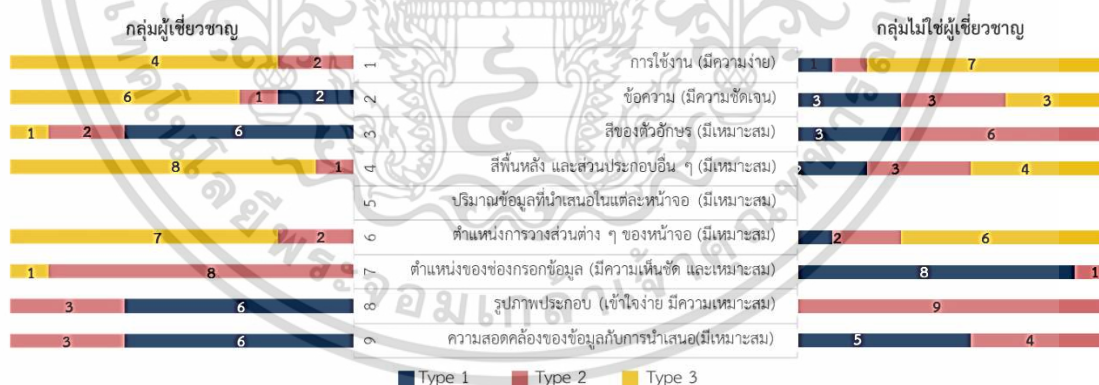 กลุ่มผู้เชี่ยวชาญ กลุ่มไม่ใช่ผู้เชี่ยวชาญ
4 2 1 การใช้งาน (มีความง่าย) 1 7
6 1 2 2 ข้อความ (มีความชัดเจน) 3 3 3
1 2 6 3 สีของตัวอักษร (มีเหมาะสม) 3 6
8 1 4 สีพื้นหลัง และส่วนประกอบอื่น ๆ (มีเหมาะสม) 3 4
5 ปริมาณข้อมูลที่นำเสนอในแต่ละหน้าจอ (มีเหมาะสม)
7 2 6 ตำแหน่งการวางส่วนต่าง ๆ ของหน้าจอ (มีเหมาะสม) 2 6
1 8 7 ตำแหน่งของช่องกรอกข้อมูล (มีความเห็นชัด และเหมาะสม) 8 1
3 6 8 รูปภาพประกอบ (เข้าใจง่าย มีความเหมาะสม) 9
3 6 9 ความสอดคล้องของข้อมูลกับการนำเสนอ(มีเหมาะสม) 5 4
Type 1 Type 2 Type 3